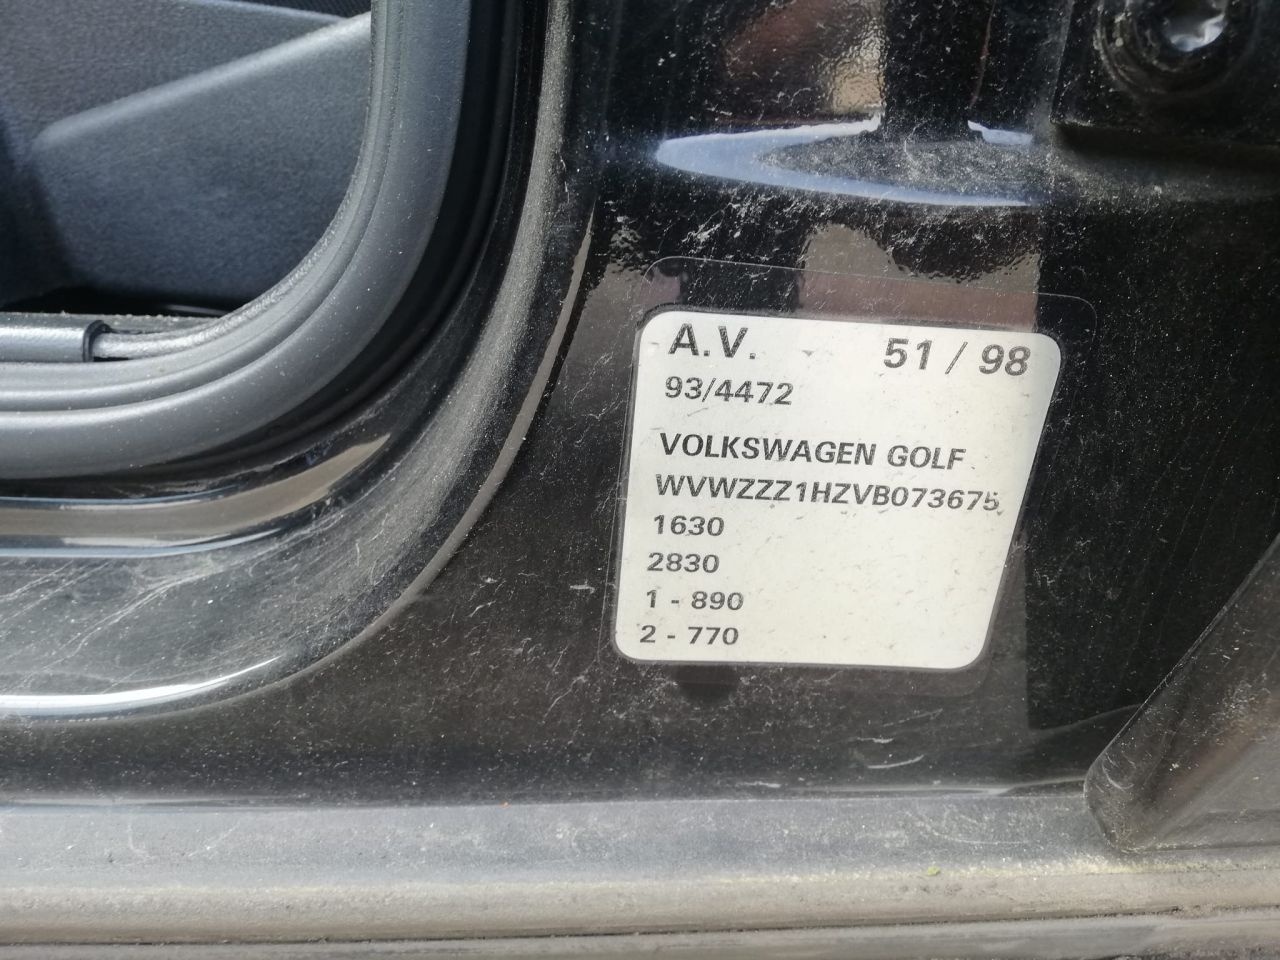 A.V. 51 / 98
93/4472
VOLKSWAGEN GOLF
WVWZZZ1HZVB073675
1630
2830
1 - 890
2 - 770